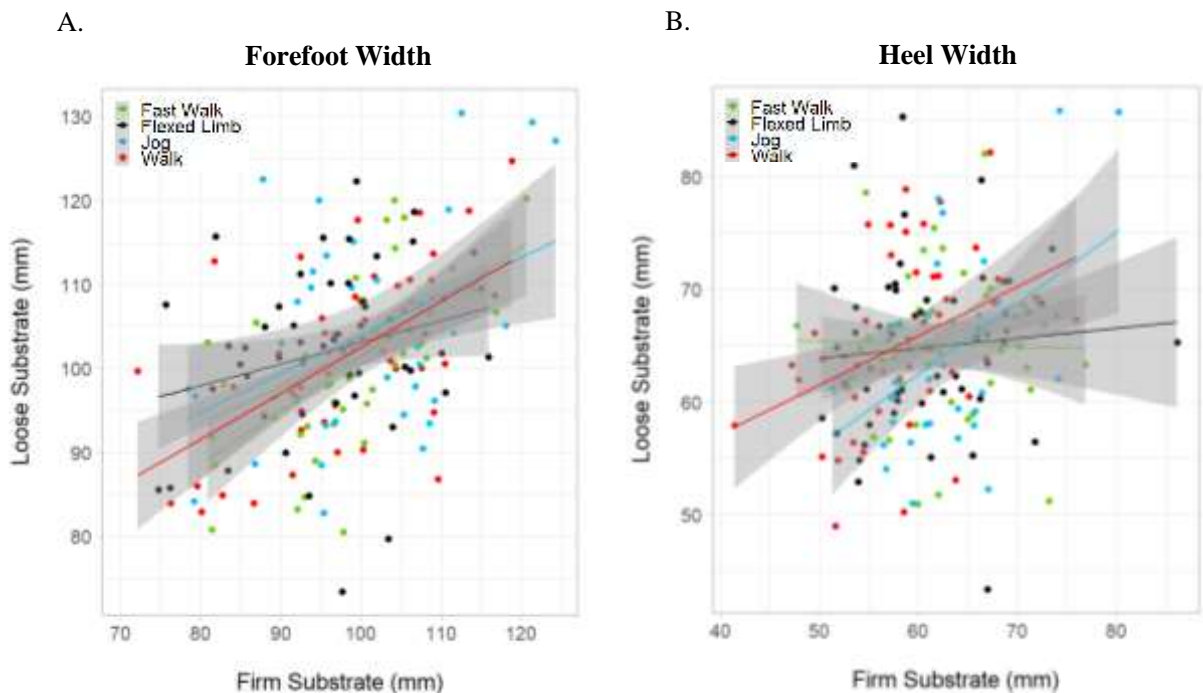 A.
Forefoot Width
Fast Walk
Flexed Limb
Jog
Walk
130
120
110
100
90
80
Loose Substrate (mm)
70 80 90 100 110 120
Firm Substrate (mm)
B.
Heel Width
Fast Walk
Flexed Limb
Jog
Walk
80
70
60
50
Loose Substrate (mm)
40 50 60 70 80
Firm Substrate (mm)